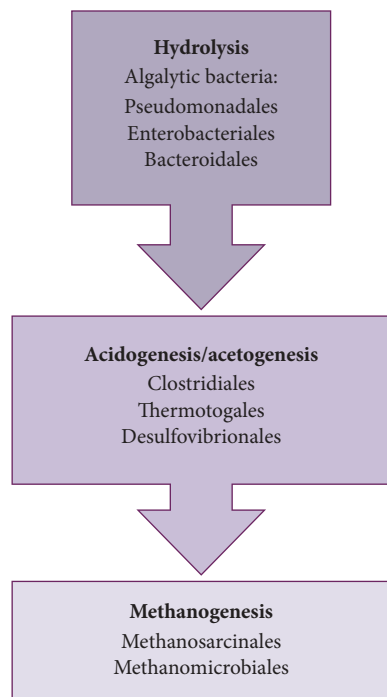 Hydrolysis
Algalytic bacteria:
Pseudomonadales
Enterobacteriales
Bacteroidales
Acidogenesis/acetogenesis
Clostridiales
Thermotogales
Desulfovibrionales
Methanogenesis
Methanosarcinales
Methanomicrobiales